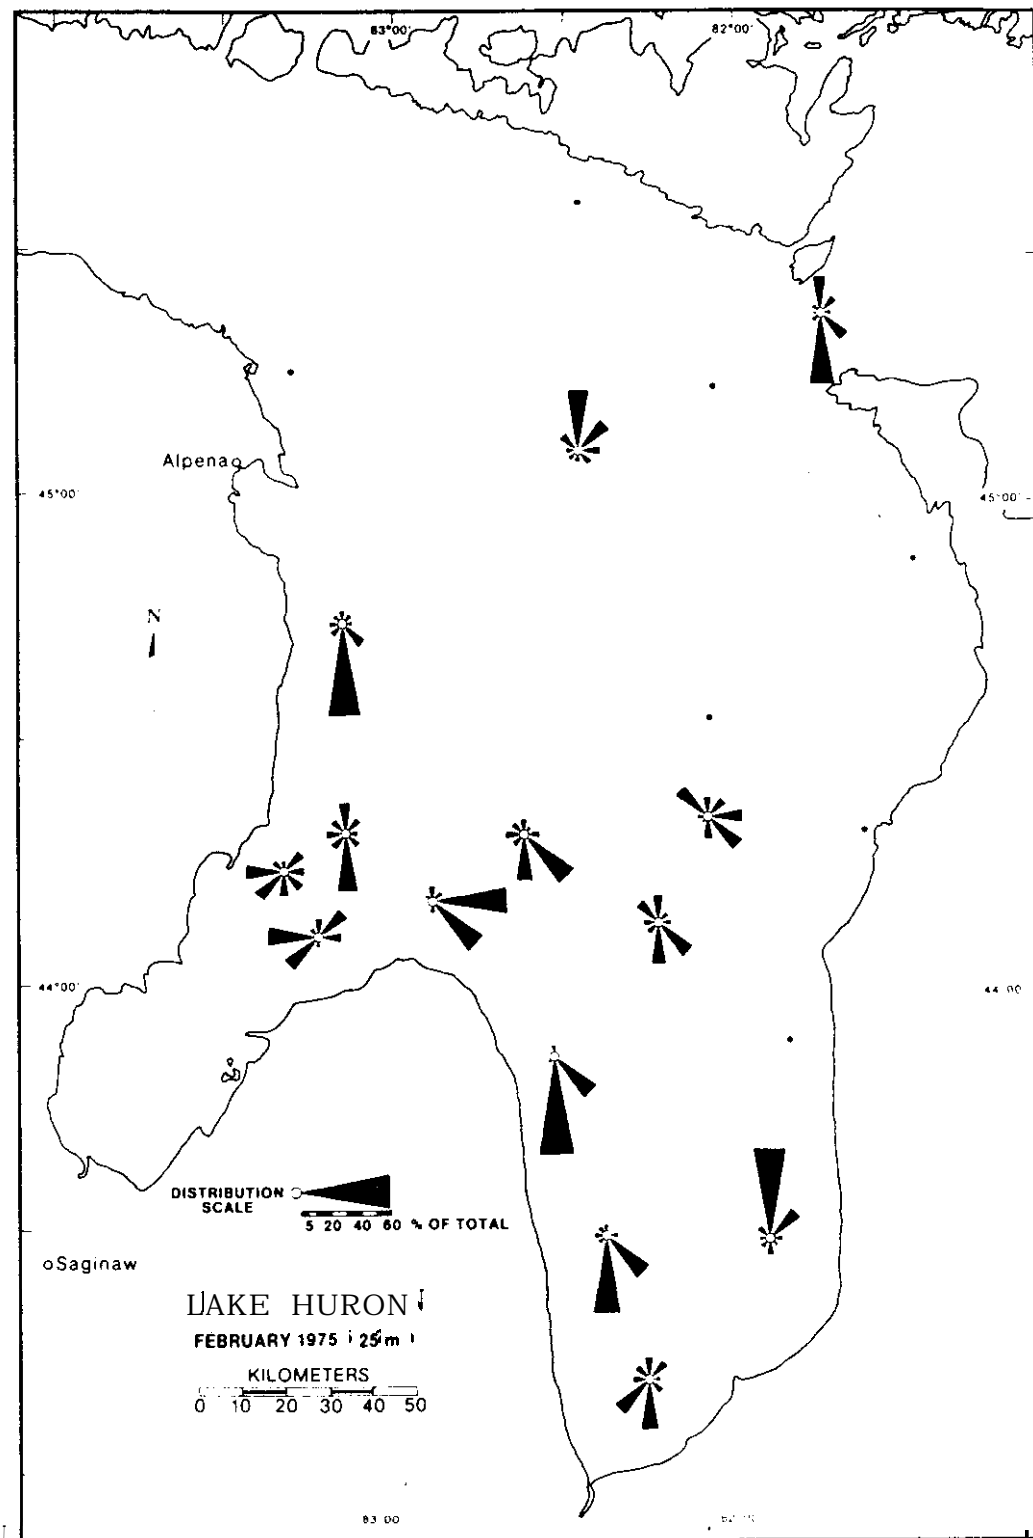 83°00'
82°00'
Alpena
45°00'
45°00'
N
44°00'
44 00
DISTRIBUTION
SCALE
5 20 40 60 % OF TOTAL
Saginaw
LAKE HURON
FEBRUARY 1975 25 m
KILOMETERS
0 10 20 30 40 50
83 00